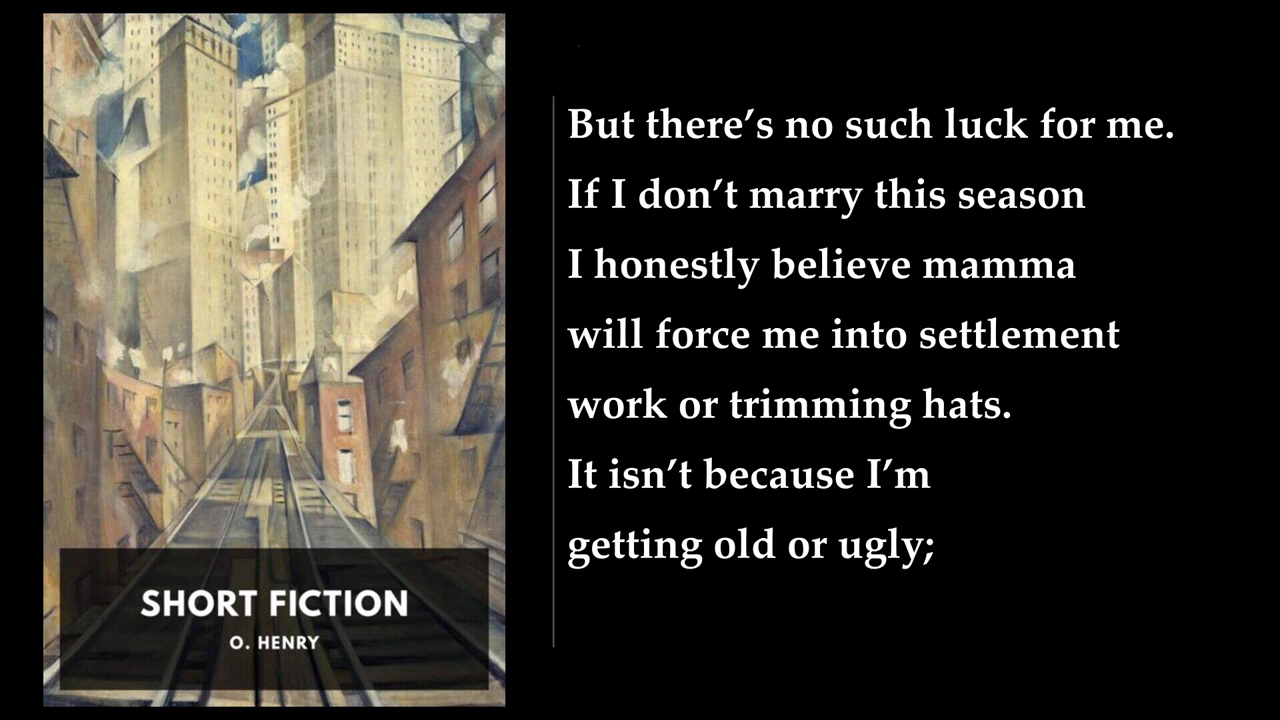 SHORT FICTION
O. HENRY
But there’s no such luck for me.
If I don’t marry this season
I honestly believe mamma
will force me into settlement
work or trimming hats.
It isn’t because I’m
getting old or ugly;